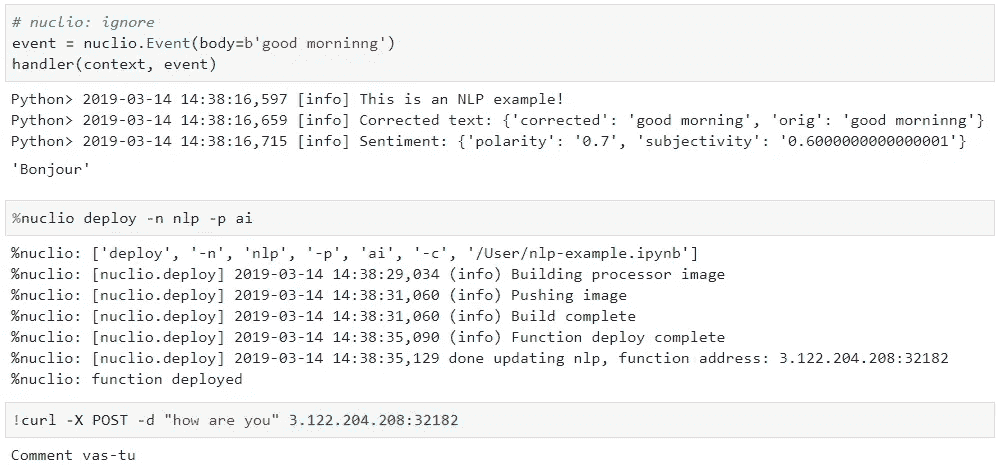 # nuclio: ignore
event = nuclio.Event(body=b'good morninng')
handler(context, event)
Python> 2019-03-14 14:38:16,597 [info] This is an NLP example!
Python> 2019-03-14 14:38:16,659 [info] Corrected text: {'corrected': 'good morning', 'orig': 'good morninng'}
Python> 2019-03-14 14:38:16,715 [info] Sentiment: {'polarity': '0.7', 'subjectivity': '0.6000000000000001'}
'Bonjour'
%nuclio deploy -n nlp -p ai
%nuclio: ['deploy', '-n', 'nlp', '-p', 'ai', '-c', '/User/nlp-example.ipynb']
%nuclio: [nuclio.deploy] 2019-03-14 14:38:29,034 (info) Building processor image
%nuclio: [nuclio.deploy] 2019-03-14 14:38:31,060 (info) Pushing image
%nuclio: [nuclio.deploy] 2019-03-14 14:38:31,060 (info) Build complete
%nuclio: [nuclio.deploy] 2019-03-14 14:38:35,090 (info) Function deploy complete
%nuclio: [nuclio.deploy] 2019-03-14 14:38:35,129 done updating nlp, function address: 3.122.204.208:32182
%nuclio: function deployed
!curl -X POST -d "how are you" 3.122.204.208:32182
Comment vas-tu